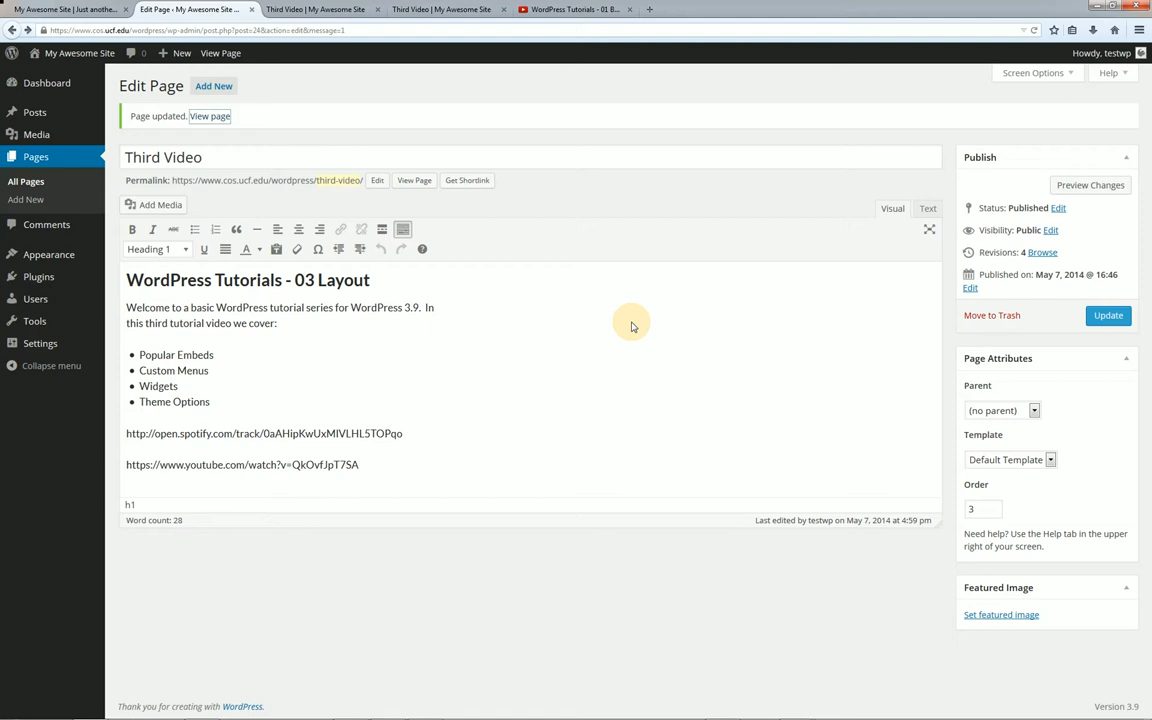 My Awesome Site | Just anothe...
Edit Page ‹ My Awesome Site ...
Third Video | My Awesome Site
Third Video | My Awesome Site
WordPress Tutorials - 01 B...
https://www.cos.ucf.edu/wordpress/wp-admin/post.php?post=24&action=edit&message=1
My Awesome Site
0
+ New
View Page
Howdy, testwp
Dashboard
Posts
Media
Pages
All Pages
Add New
Comments
Appearance
Plugins
Users
Tools
Settings
Collapse menu
Screen Options
Help
Edit Page
Add New
Page updated. View page
Third Video
Permalink: https://www.cos.ucf.edu/wordpress/third-video/
Edit
View Page
Get Shortlink
Add Media
Visual
Text
Heading 1
WordPress Tutorials - 03 Layout
Welcome to a basic WordPress tutorial series for WordPress 3.9. In
this third tutorial video we cover:
• Popular Embeds
• Custom Menus
• Widgets
• Theme Options
http://open.spotify.com/track/0aAHipKwUxMIVLHL5TOPqo
https://www.youtube.com/watch?v=QkOvfJpT7SA
h1
Word count: 28
Last edited by testwp on May 7, 2014 at 4:59 pm
Publish
Preview Changes
Status: Published Edit
Visibility: Public Edit
Revisions: 4 Browse
Published on: May 7, 2014 @ 16:46
Edit
Move to Trash
Update
Page Attributes
Parent
(no parent)
Template
Default Template
Order
3
Need help? Use the Help tab in the upper
right of your screen.
Featured Image
Set featured image
Thank you for creating with WordPress.
Version 3.9